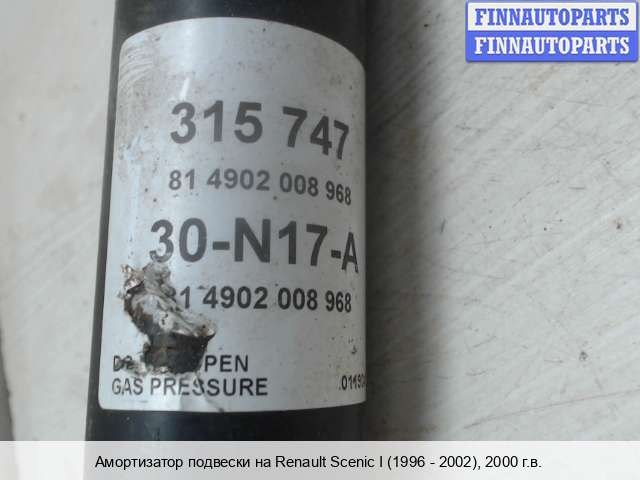 FINNAUTOPARTS
FINNAUTOPARTS
315 747
81 4902 008 968
30-N17-A
81 4902 008 968
GAS PRESSURE
Амортизатор подвески на Renault Scenic I (1996 - 2002), 2000 г.в.